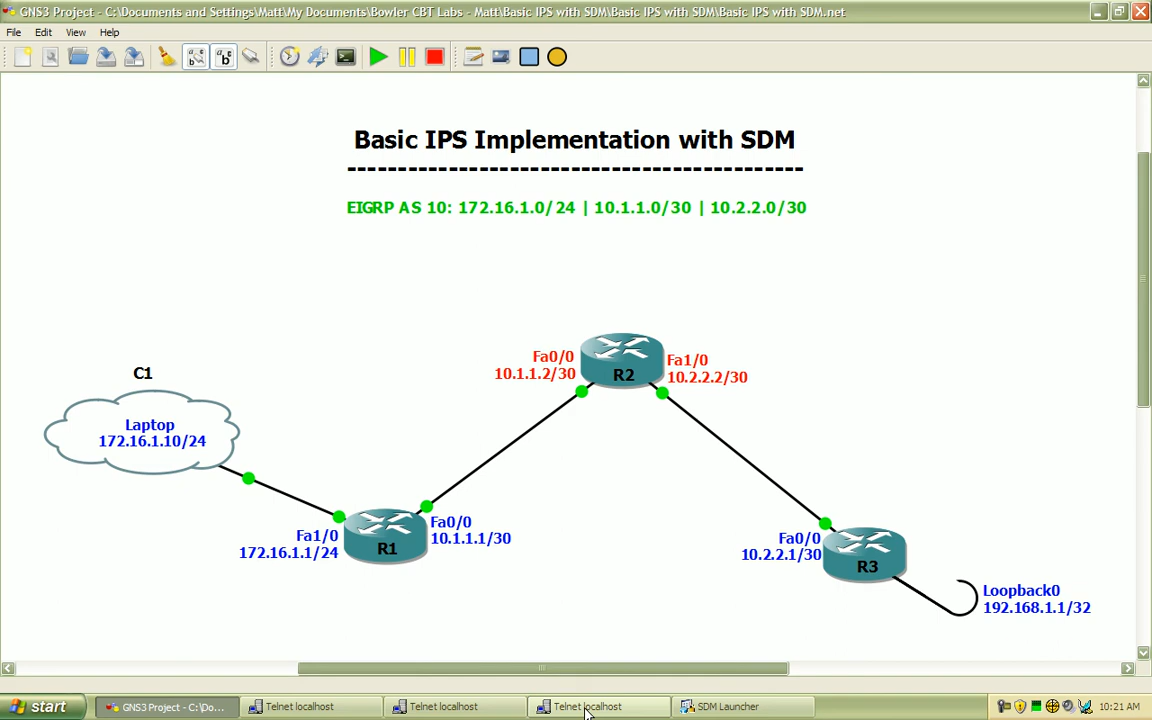 GNS3 Project - C:\Documents and Settings\Matt\My Documents\Bowler CBT Labs - Matt\Basic IPS with SDM\Basic IPS with SDM\Basic IPS with SDM.net
File Edit View Help
Basic IPS Implementation with SDM
--------------------------------------------
EIGRP AS 10: 172.16.1.0/24 | 10.1.1.0/30 | 10.2.2.0/30
C1
Laptop
172.16.1.10/24
Fa0/0
10.1.1.2/30
R2
Fa1/0
10.2.2.2/30
Fa1/0
172.16.1.1/24
R1
Fa0/0
10.1.1.1/30
Fa0/0
10.2.2.1/30
R3
Loopback0
192.168.1.1/32
start
GNS3 Project - C:\Do...
Telnet localhost
Telnet localhost
Telnet localhost
SDM Launcher
10:21 AM